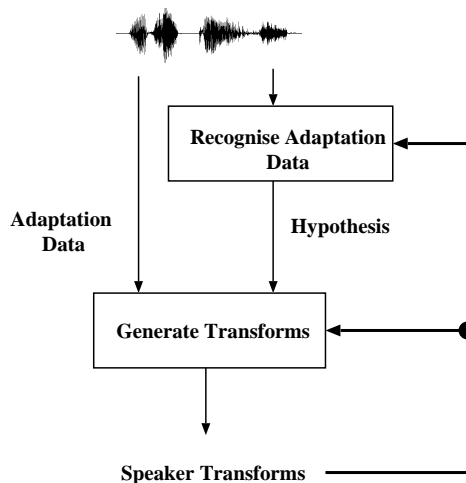 Recognise Adaptation
Data
Adaptation
Data
Hypothesis
Generate Transforms
Speaker Transforms